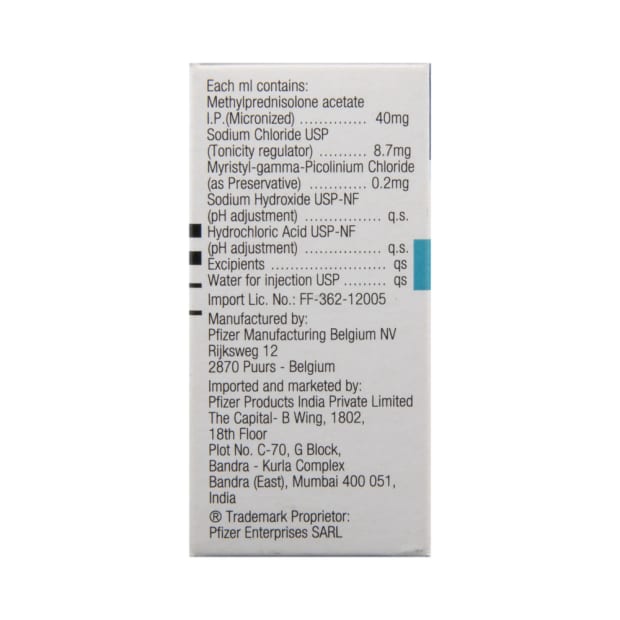 Each ml contains:
Methylprednisolone acetate
I.P.(Micronized) ............. 40mg
Sodium Chloride USP
(Tonicity regulator) .......... 8.7mg
Myristyl-gamma-Picolinium Chloride
(as Preservative) ............ 0.2mg
Sodium Hydroxide USP-NF
(pH adjustment) ................ q.s.
Hydrochloric Acid USP-NF
(pH adjustment) ................ q.s.
Excipients ........................ qs
Water for injection USP ......... qs
Import Lic. No.: FF-362-12005
Manufactured by:
Pfizer Manufacturing Belgium NV
Rijksweg 12
2870 Puurs - Belgium
Imported and marketed by:
Pfizer Products India Private Limited
The Capital- B Wing, 1802,
18th Floor
Plot No. C-70, G Block,
Bandra - Kurla Complex
Bandra (East), Mumbai 400 051,
India
® Trademark Proprietor:
Pfizer Enterprises SARL